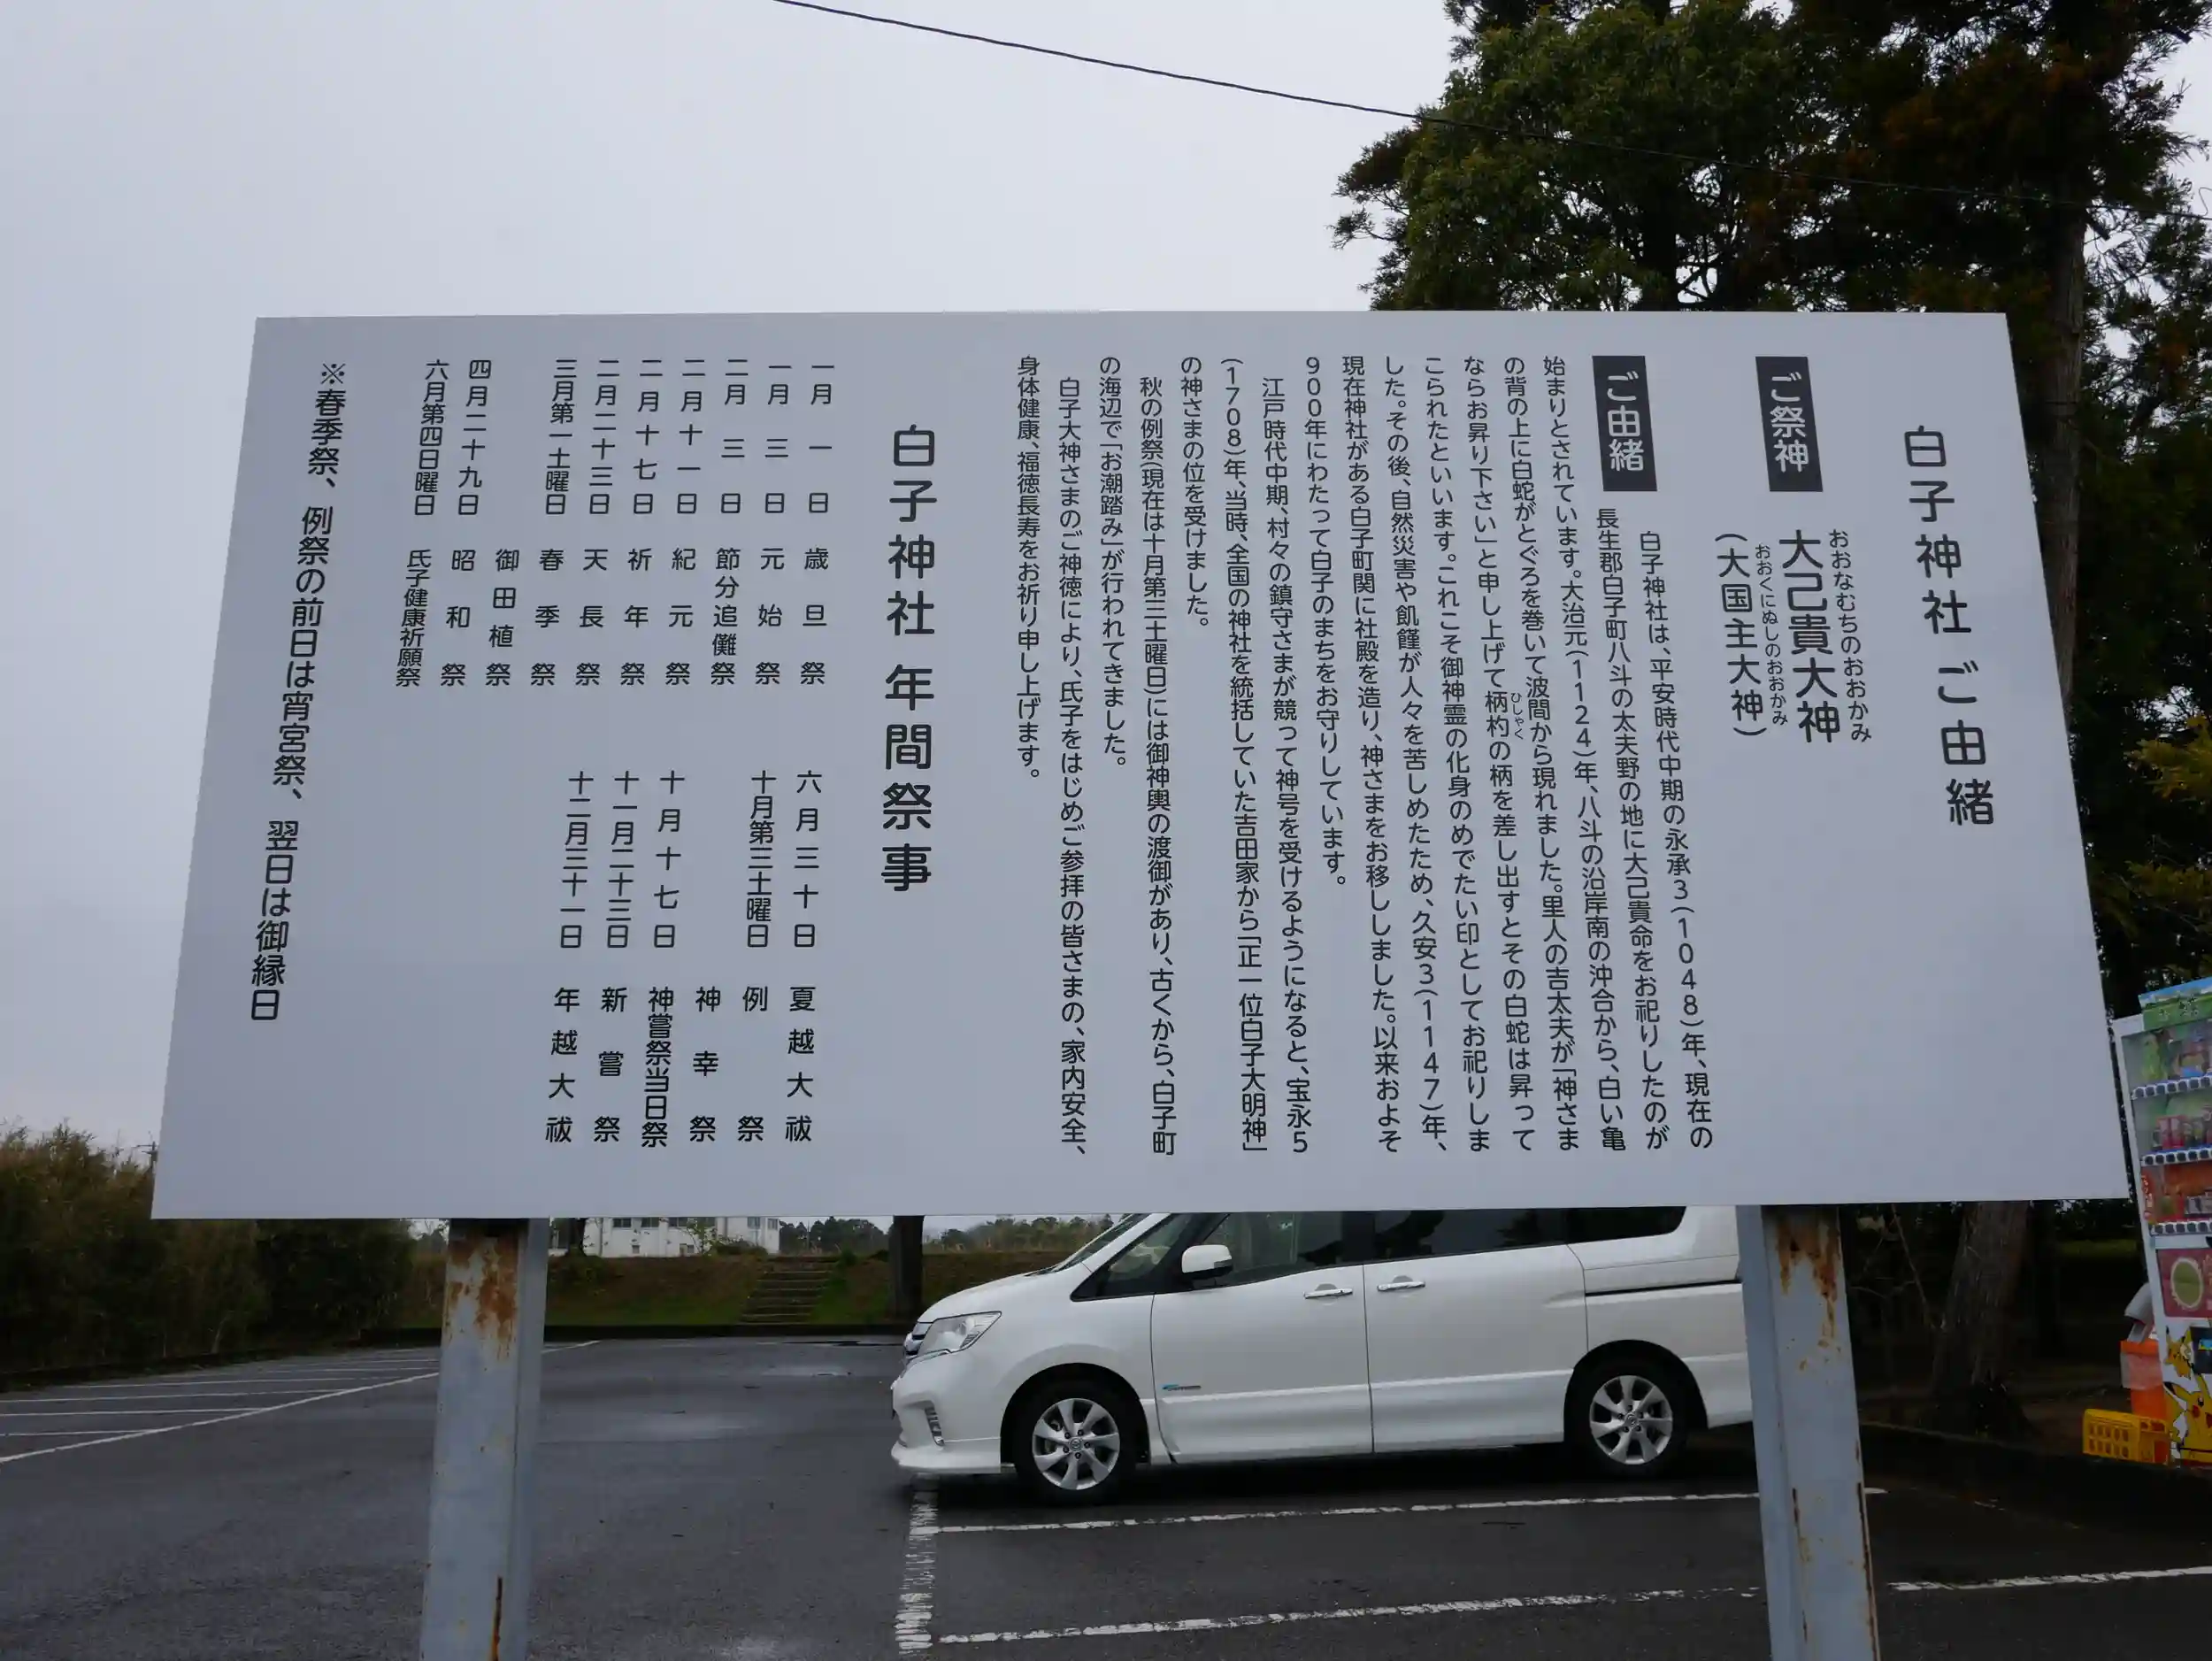 白子神社 ご由緒
ご祭神
おおなむちのおおかみ
大己貴大神
おおくにぬしのおおかみ
(大国主大神)
ご由緒
白子神社は、平安時代中期の永承3(1048)年、現在の
長生郡白子町八斗の太夫野の地に大己貴命をお祀りしたのが
始まりとされています。大治元(1124)年、八斗の沿岸南の沖合から、白い亀
の背の上に白蛇がとぐろを巻いて波間から現れました。里人の吉太夫が「神さま
ならお昇り下さい」と申し上げて柄杓の柄を差し出すとその白蛇は昇って
ひしゃく
こられたといいます。これこそ御神霊の化身のめでたい印としてお祀りしま
した。その後、自然災害や飢饉が人々を苦しめたため、久安3(1147)年、
現在神社がある白子町関に社殿を造り、神さまをお移ししました。以来およそ
900年にわたって白子のまちをお守りしています。
江戸時代中期、村々の鎮守さまが競って神号を受けるようになると、宝永5
(1708)年、当時、全国の神社を統括していた吉田家から「正一位白子大明神」
の神さまの位を受けました。
秋の例祭(現在は十月第三土曜日)には御神輿の渡御があり、古くから、白子町
の海辺で「お潮踏み」が行われてきました。
白子大神さまのご神徳により、氏子をはじめご参拝の皆さまの、家内安全、
身体健康、福徳長寿をお祈り申し上げます。
白子神社 年間祭事
一月一日 歳旦祭
一月三日 元始祭
二月三日 節分追儺祭
二月十一日 紀元祭
二月十七日 祈年祭
二月二十三日 天長祭
三月第一土曜日 春季祭
御田植祭
四月二十九日 昭和祭
六月第四日曜日 氏子健康祈願祭
六月三十日 夏越大祓
十月第三土曜日 例祭
神幸祭
十月十七日 神嘗祭当日祭
十一月二十三日 新嘗祭
十二月三十一日 年越大祓
※春季祭、例祭の前日は宵宮祭、翌日は御縁日